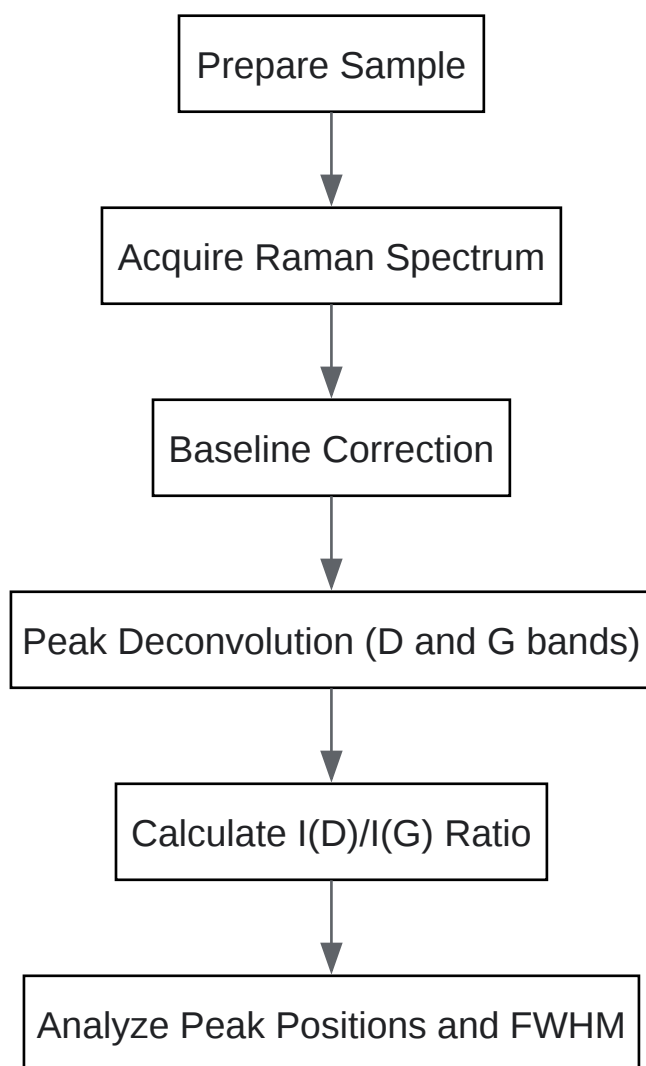 Prepare Sample
Acquire Raman Spectrum
Baseline Correction
Peak Deconvolution (D and G bands)
Calculate I(D)/I(G) Ratio
Analyze Peak Positions and FWHM